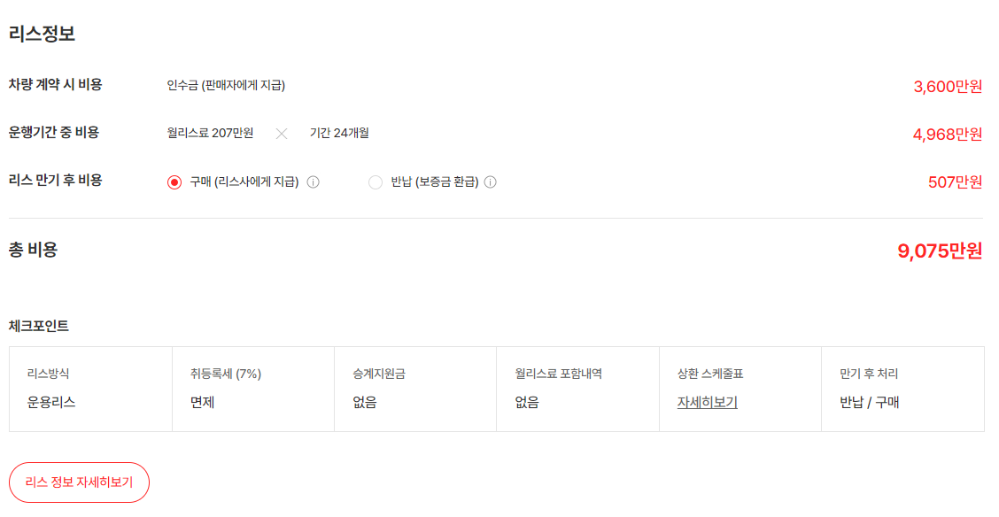 리스정보
차량 계약 시 비용 인수금 (판매자에게 지급) 3,600만원
운행기간 중 비용 월리스료 207만원 × 기간 24개월 4,968만원
리스 만기 후 비용 구매 (리스사에게 지급) 반납 (보증금 환급) 507만원
총 비용 9,075만원
체크포인트
리스방식 취등록세 (7%) 승계지원금 월리스료 포함내역 상환 스케줄표 만기 후 처리
운용리스 면제 없음 없음 자세히보기 반납 / 구매
리스 정보 자세히보기